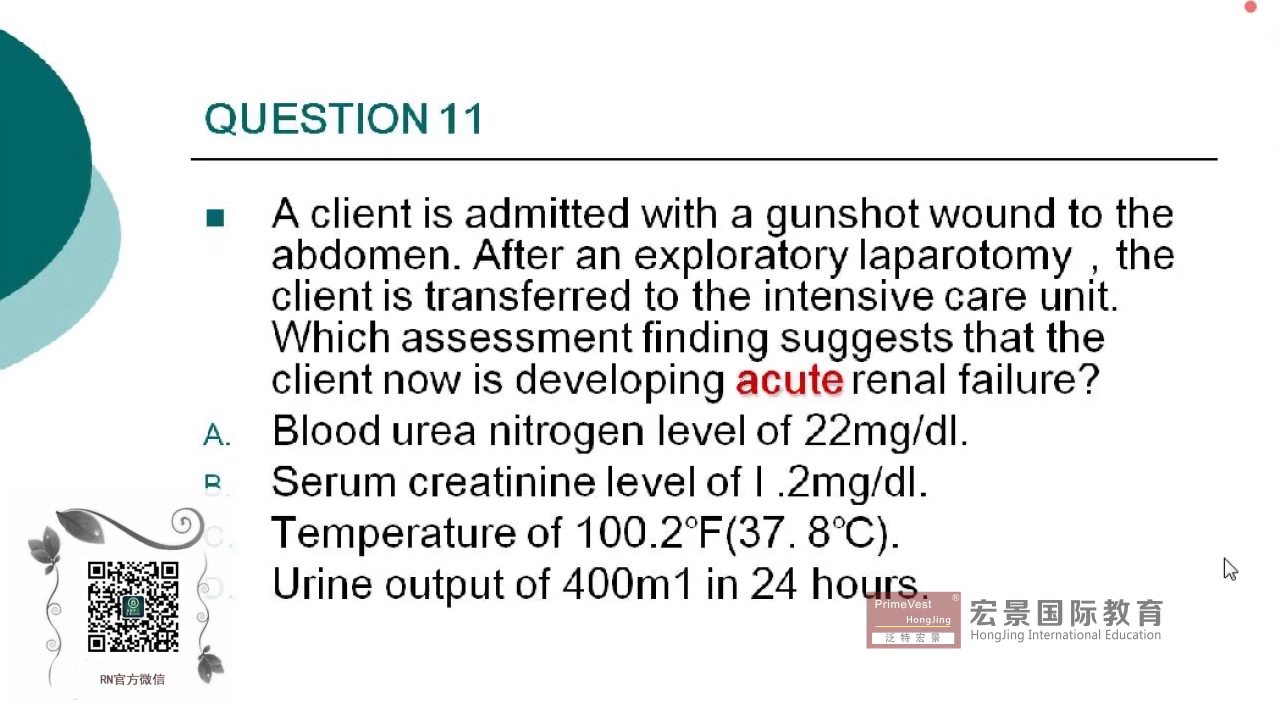 QUESTION 11
■ A client is admitted with a gunshot wound to the
abdomen. After an exploratory laparotomy , the
client is transferred to the intensive care unit.
Which assessment finding suggests that the
client now is developing acute renal failure?
A. Blood urea nitrogen level of 22mg/dl.
B. Serum creatinine level of I .2mg/dl.
C. Temperature of 100.2°F(37. 8℃).
D. Urine output of 400m1 in 24 hours.
PrimeVest ®
HongJing
泛特宏景
宏景国际教育
HongJing International Education
RN官方微信